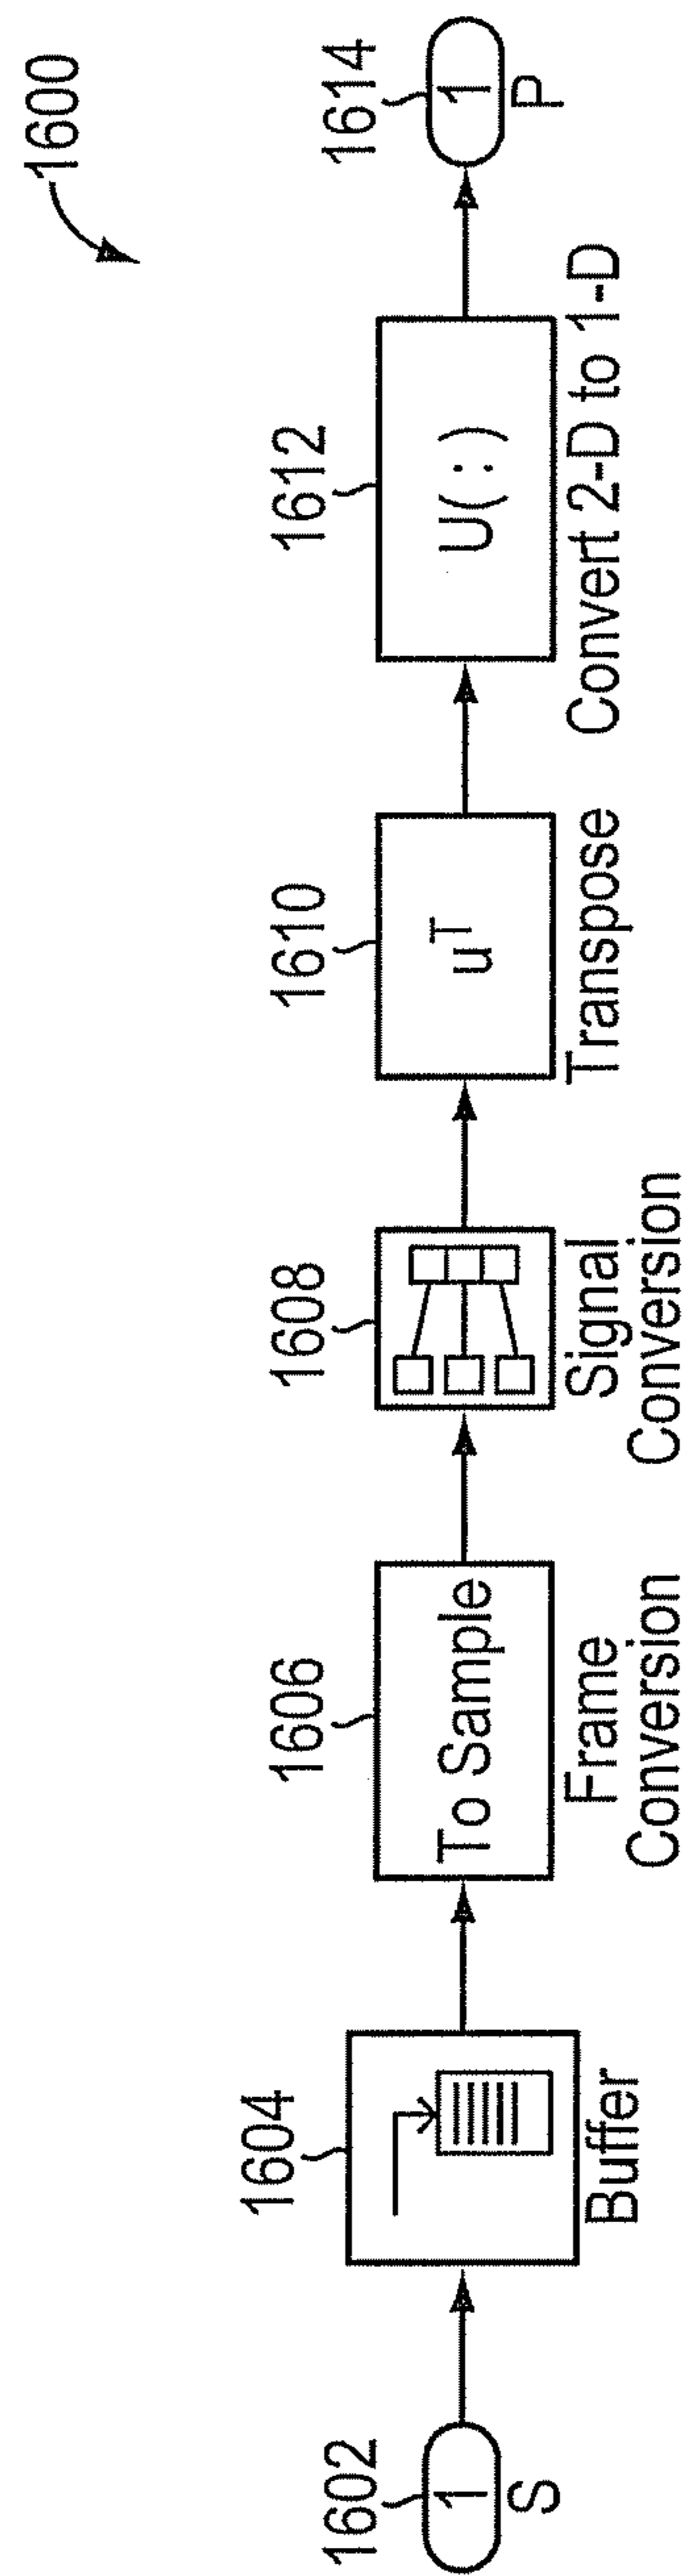 1600
1602
1
S
1604
Buffer
1606
To Sample
Frame
Conversion
1608
Signal
Conversion
1610
u^T
Transpose
1612
U(:)
Convert 2-D to 1-D
1614
1
P